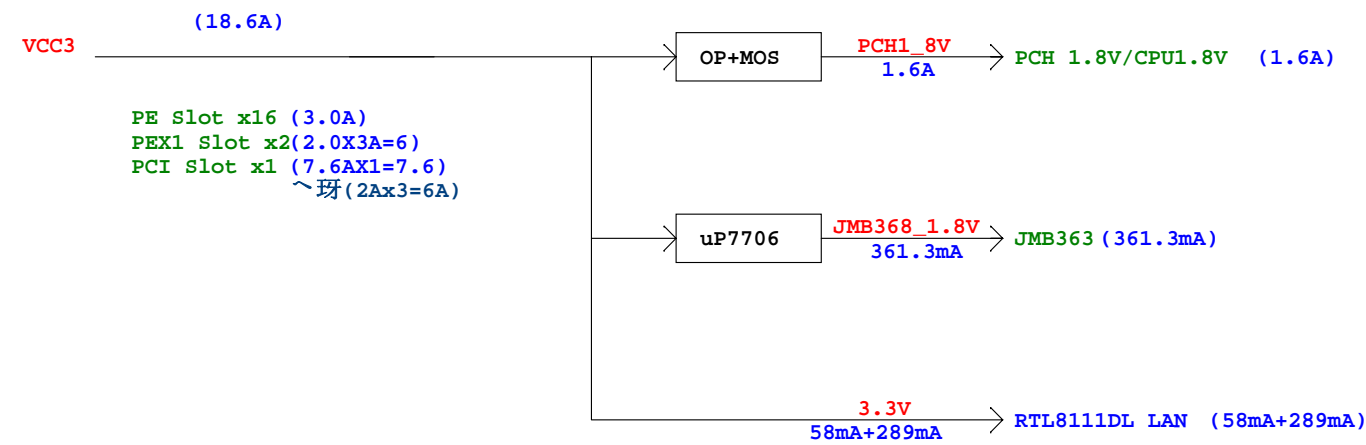 (18.6A)
VCC3
OP+MOS
PCH1_8V
1.6A
PCH 1.8V/CPU1.8V (1.6A)
PE Slot x16 (3.0A)
PEX1 Slot x2(2.0X3A=6)
PCI Slot x1 (7.6AX1=7.6)
(2Ax3=6A)
uP7706
JMB368_1.8V
361.3mA
JMB363 (361.3mA)
3.3V
58mA+289mA
RTL8111DL LAN (58mA+289mA)